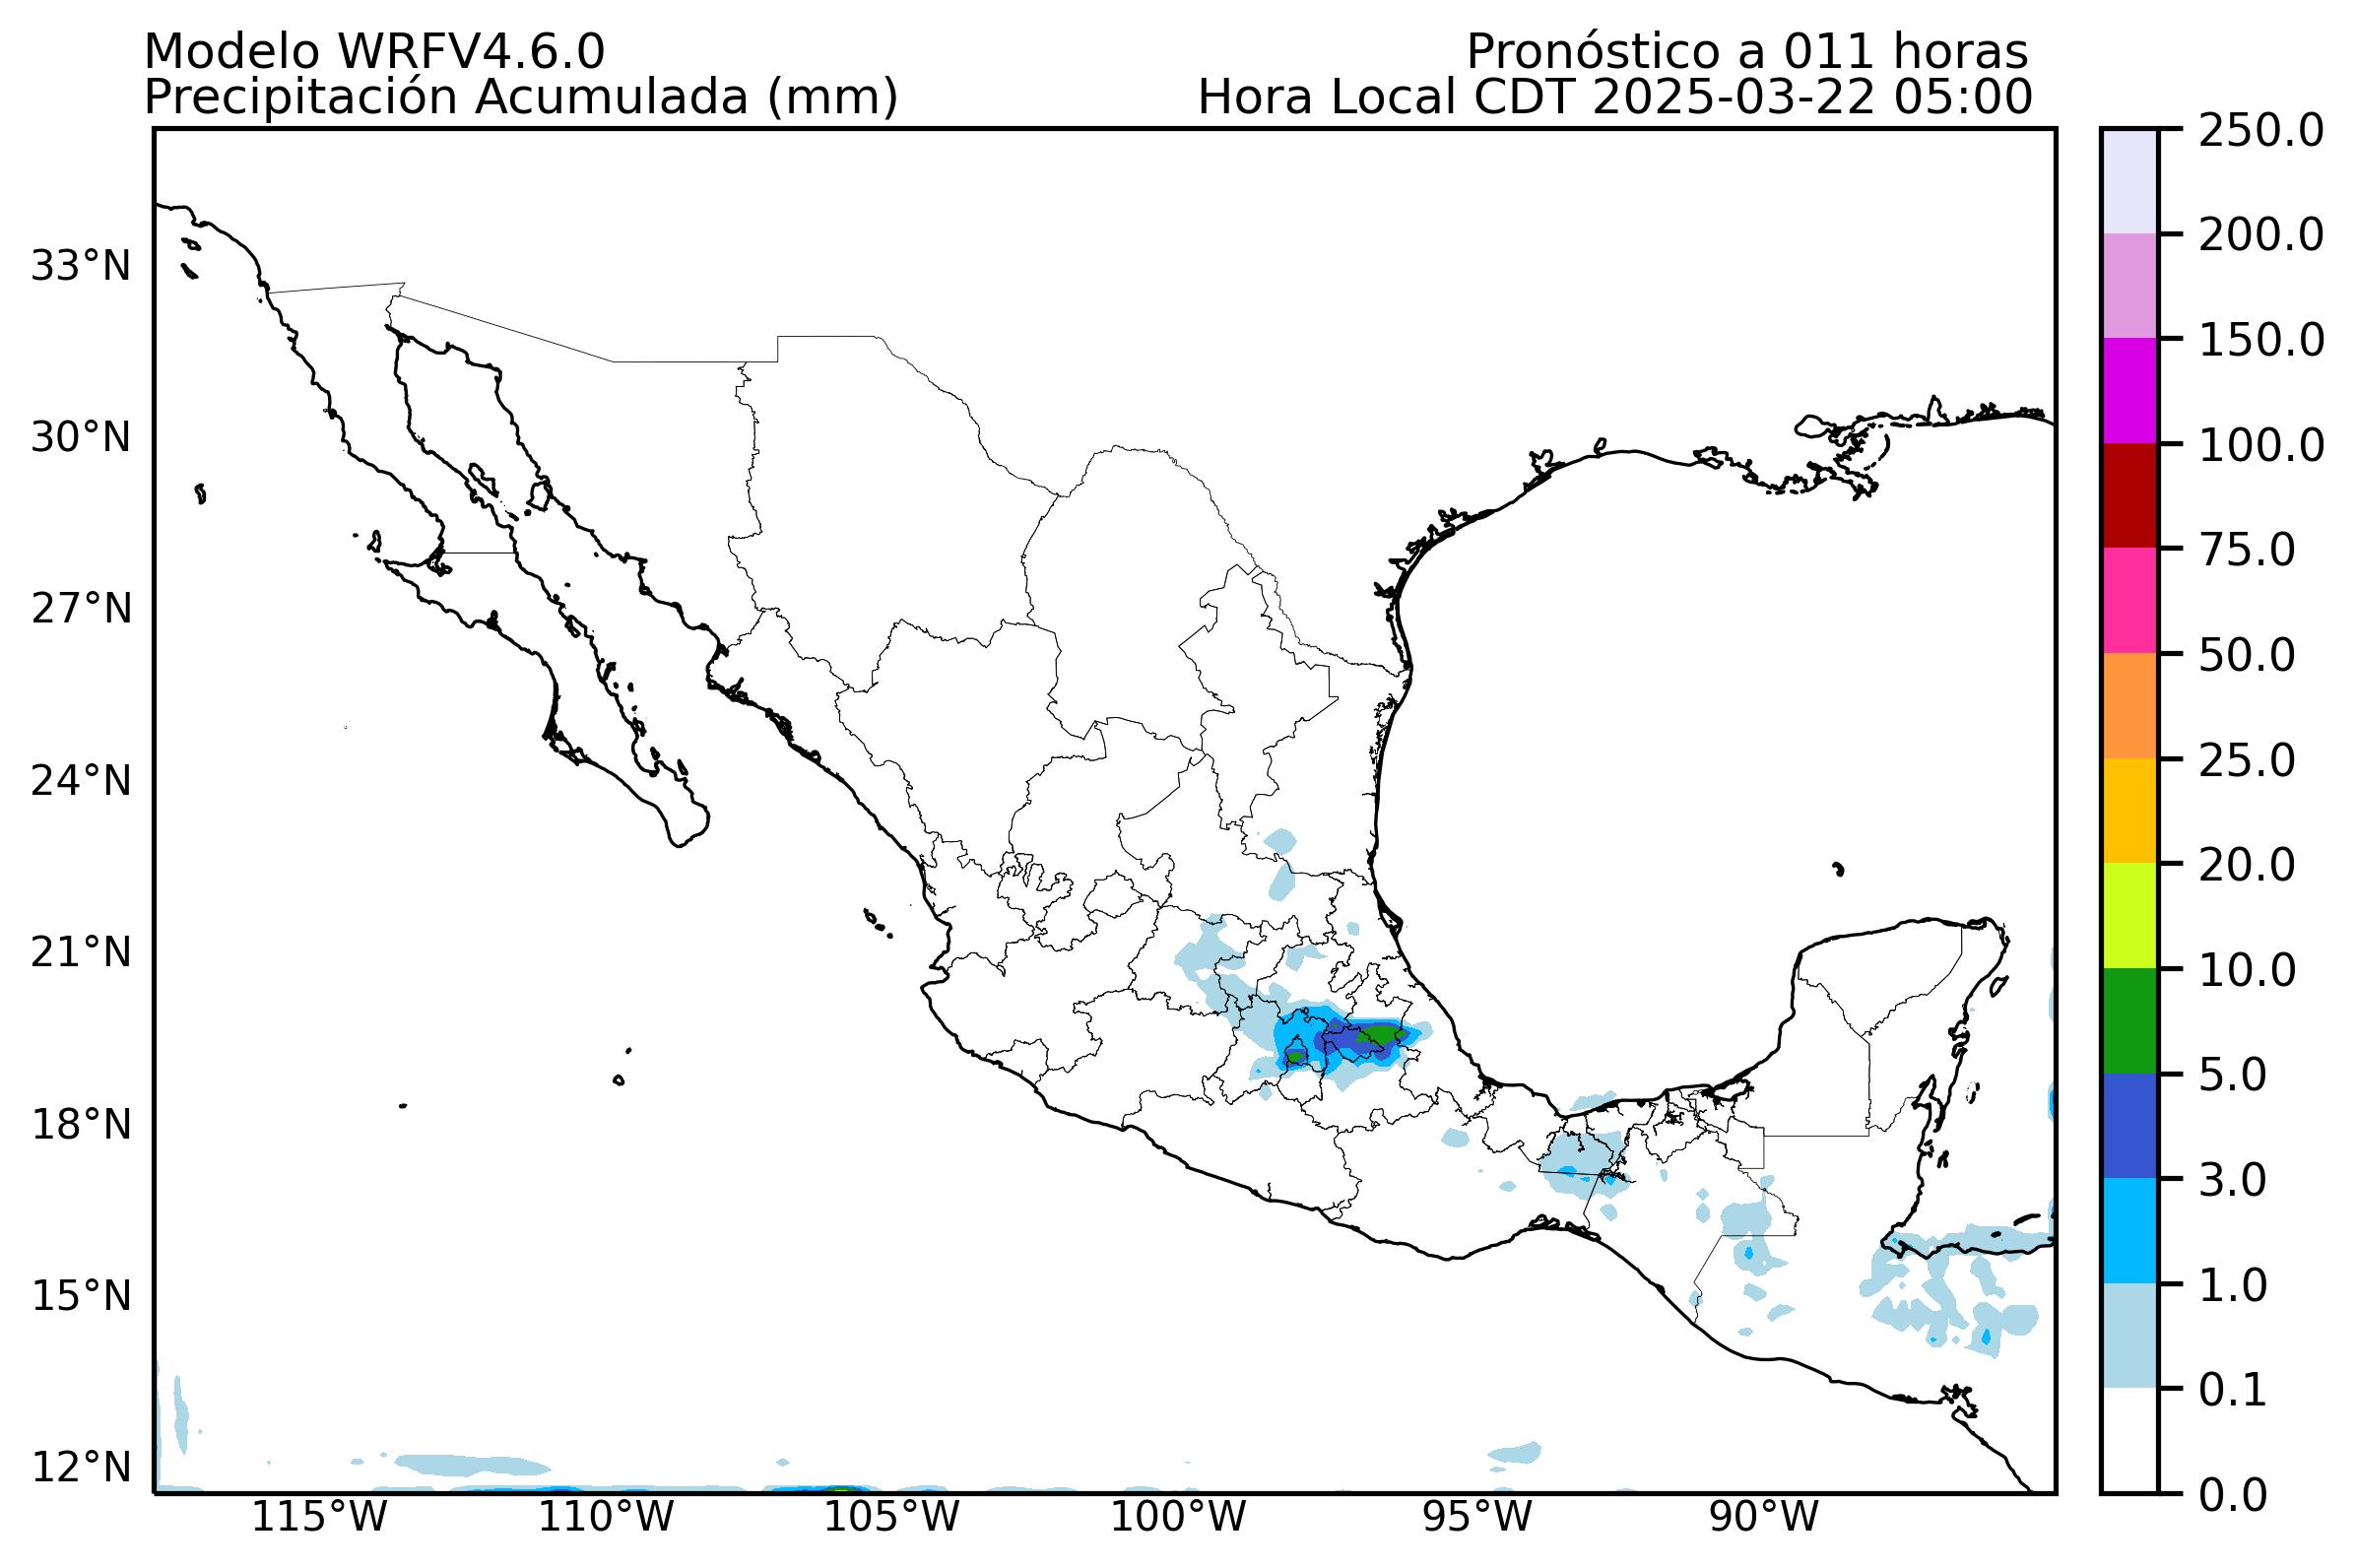 Modelo WRFV4.6.0
Pronóstico a 011 horas
Precipitación Acumulada (mm)
Hora Local CDT 2025-03-22 05:00
33°N
30°N
27°N
24°N
21°N
18°N
15°N
12°N
115°W
110°W
105°W
100°W
95°W
90°W
250.0
200.0
150.0
100.0
75.0
50.0
25.0
20.0
10.0
5.0
3.0
1.0
0.1
0.0